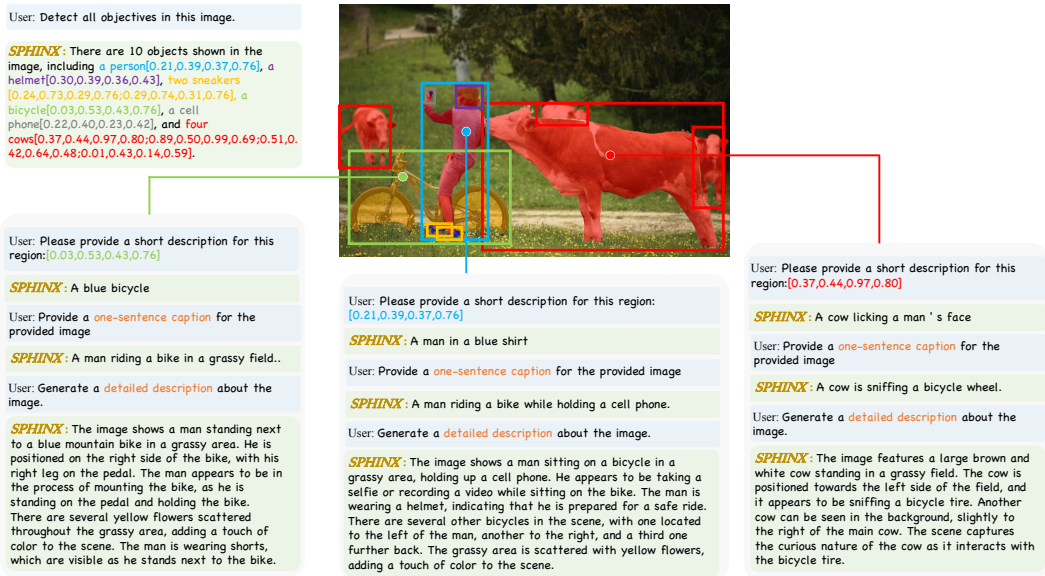 User: Detect all objectives in this image.
SPHINX : There are 10 objects shown in the
image, including a person[0.21,0.39,0.37,0.76], a
helmet[0.30,0.39,0.36,0.43], two sneakers
[0.24,0.73,0.29,0.76;0.29,0.74,0.31,0.76], a
bicycle[0.03,0.53,0.43,0.76], a cell
phone[0.22,0.40,0.23,0.42], and four
cows[0.37,0.44,0.97,0.80;0.89,0.50,0.99,0.69;0.51,0.
42,0.64,0.48;0.01,0.43,0.14,0.59].
User: Please provide a short description for this
region:[0.03,0.53,0.43,0.76]
SPHINX : A blue bicycle
User: Provide a one-sentence caption for the
provided image
SPHINX : A man riding a bike in a grassy field..
User: Generate a detailed description about the
image.
SPHINX : The image shows a man standing next
to a blue mountain bike in a grassy area. He is
positioned on the right side of the bike, with his
right leg on the pedal. The man appears to be in
the process of mounting the bike, as he is
standing on the pedal and holding the bike.
There are several yellow flowers scattered
throughout the grassy area, adding a touch of
color to the scene. The man is wearing shorts,
which are visible as he stands next to the bike.
User: Please provide a short description for this region:
[0.21,0.39,0.37,0.76]
SPHINX : A man in a blue shirt
User: Provide a one-sentence caption for the provided image
SPHINX : A man riding a bike while holding a cell phone.
User: Generate a detailed description about the image.
SPHINX : The image shows a man sitting on a bicycle in a
grassy area, holding up a cell phone. He appears to be taking a
selfie or recording a video while sitting on the bike. The man is
wearing a helmet, indicating that he is prepared for a safe ride.
There are several other bicycles in the scene, with one located
to the left of the man, another to the right, and a third one
further back. The grassy area is scattered with yellow flowers,
adding a touch of color to the scene.
User: Please provide a short description for this
region:[0.37,0.44,0.97,0.80]
SPHINX : A cow licking a man ' s face
User: Provide a one-sentence caption for the
provided image
SPHINX : A cow is sniffing a bicycle wheel.
User: Generate a detailed description about the
image.
SPHINX : The image features a large brown and
white cow standing in a grassy field. The cow is
positioned towards the left side of the field, and
it appears to be sniffing a bicycle tire. Another
cow can be seen in the background, slightly to
the right of the main cow. The scene captures
the curious nature of the cow as it interacts with
the bicycle tire.